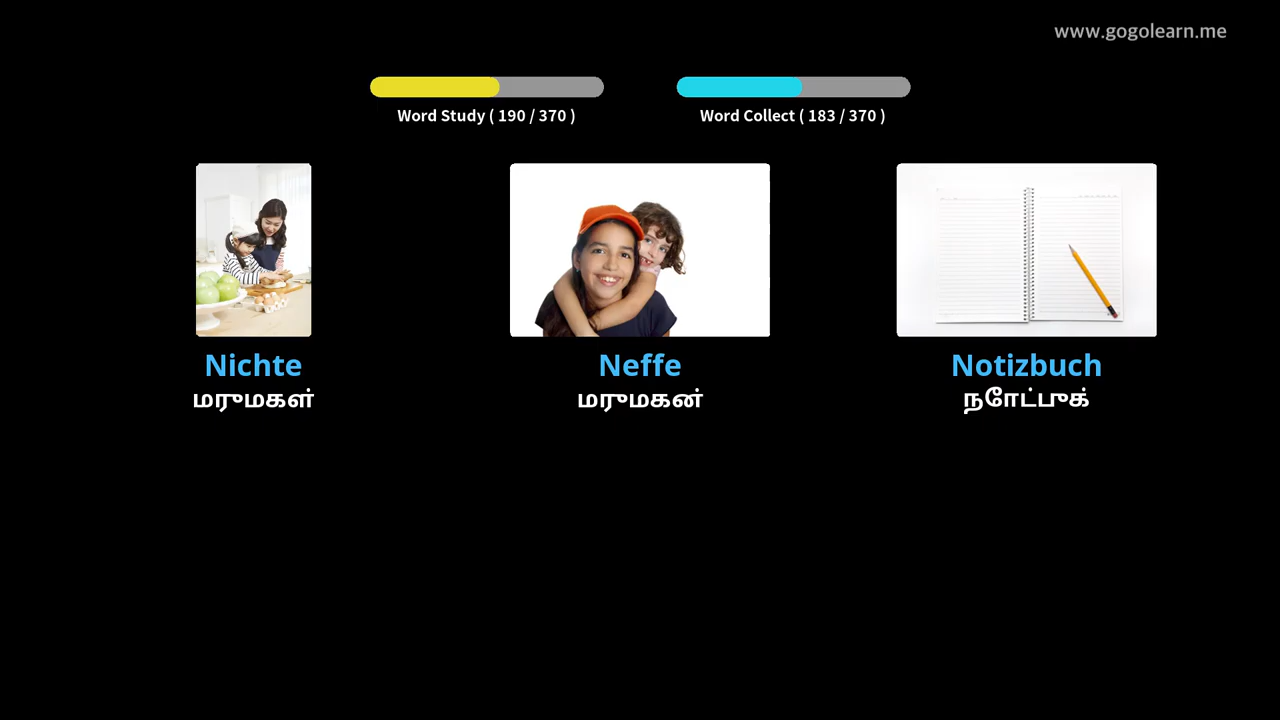 www.gogolearn.me
Word Study ( 190 / 370 )
Word Collect ( 183 / 370 )
Nichte
மருமகள்
Neffe
மருமகன்
Notizbuch
நோட்புக்